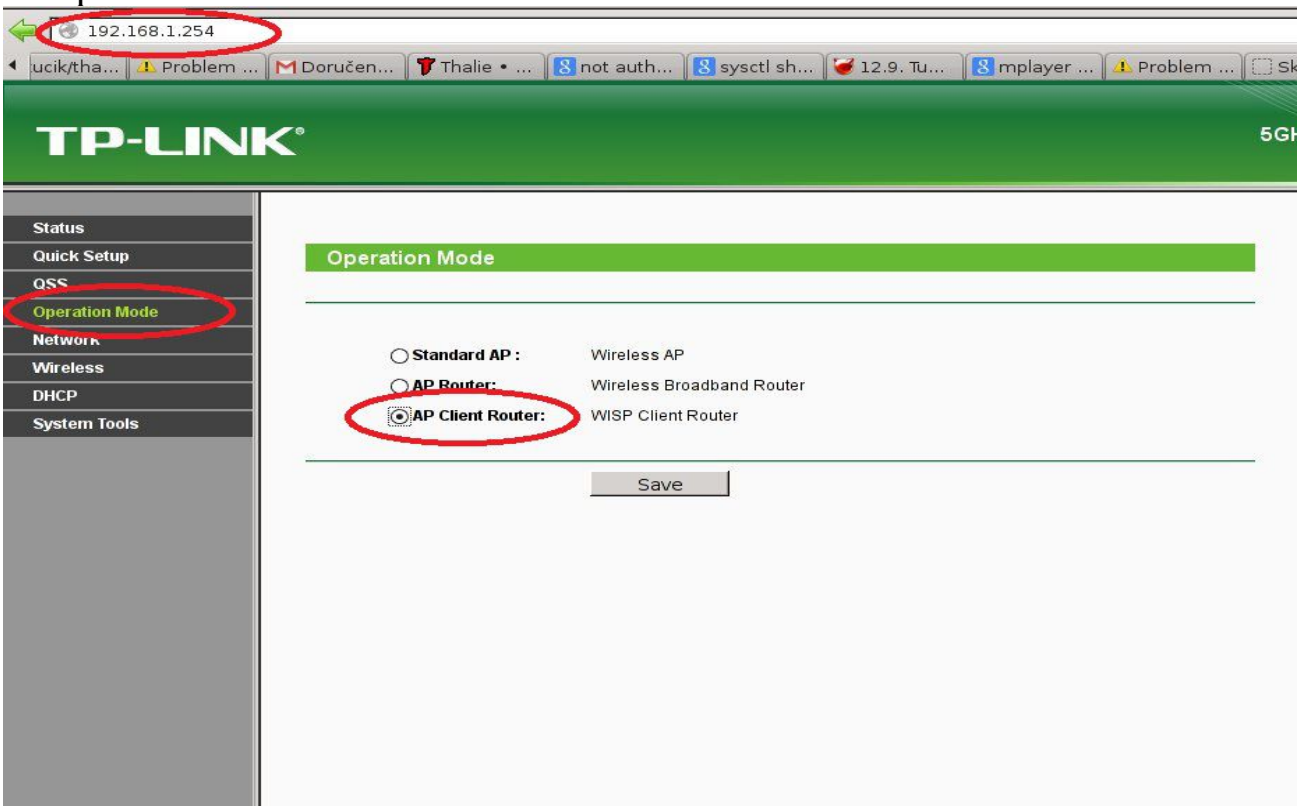 192.168.1.254
ucik/tha... Problem ... Doručen... Thalie • ... not auth... sysctl sh... 12.9. Tu... mplayer ... Problem ... Sk
TP-LINK®
5GH
Status
Quick Setup
Operation Mode
QSS
Operation Mode
Network
Wireless
DHCP
System Tools
Standard AP : Wireless AP
AP Router: Wireless Broadband Router
AP Client Router: WISP Client Router
Save